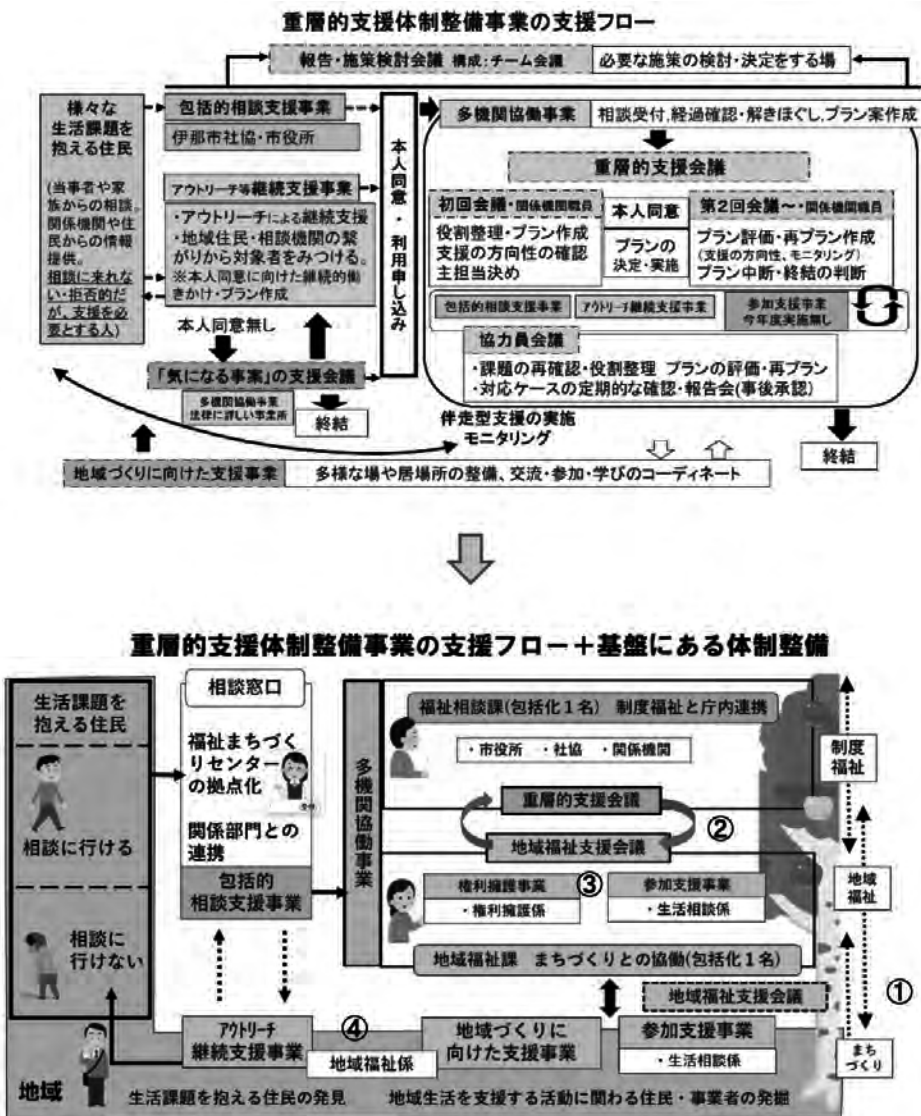 重層的支援体制整備事業の支援フロー
報告・施策検討会議 構成:チーム会議
必要な施策の検討・決定をする場
様々な
生活課題を
抱える住民
(当事者や家
族からの相談。
関係機関や住
民からの情報
提供。
相談に来れな
い・拒否的だ
が、支援を必
要とする人)
包括的相談支援事業
伊那市社協・市役所
アウトリーチ等継続支援事業
・アウトリーチによる継続支援
・地域住民・相談機関の繋
がりから対象者をみつける。
※本人同意に向けた継続的働
きかけ・プラン作成
本人同意無し
「気になる事案」の支援会議
多機関協働事業
法律に詳しい事業所
終結
本人同意・利用申し込み
多機関協働事業
相談受付,経過確認・解きほぐし,プラン案作成
重層的支援会議
初回会議・関係機関職員
役割整理・プラン作成
支援の方向性の確認
主担当決め
本人同意
プランの
決定・実施
第2回会議~・関係機関職員
プラン評価・再プラン作成
(支援の方向性、モニタリング)
プラン中断・終結の判断
包括的相談支援事業
アウトリーチ継続支援事業
参加支援事業
今年度実施無し
協力員会議
・課題の再確認・役割整理 プランの評価・再プラン
・対応ケースの定期的な確認・報告会(事後承認)
伴走型支援の実施
モニタリング
終結
地域づくりに向けた支援事業
多様な場や居場所の整備、交流・参加・学びのコーディネート
重層的支援体制整備事業の支援フロー+基盤にある体制整備
生活課題を
抱える住民
相談に行ける
相談に
行けない
地域
相談窓口
福祉まちづく
りセンター
の拠点化
受付
関係部門との
連携
包括的
相談支援事業
多機関協働事業
福祉相談課(包括化1名) 制度福祉と庁内連携
・市役所 ・社協 ・関係機関
重層的支援会議
②
地域福祉支援会議
権利擁護事業
・権利擁護係
③
参加支援事業
・生活相談係
地域福祉課 まちづくりとの協働(包括化1名)
地域福祉支援会議
制度
福祉
地域
福祉
①
まち
づくり
アウトリーチ
継続支援事業
④
地域福祉係
地域づくりに
向けた支援事業
参加支援事業
・生活相談係
生活課題を抱える住民の発見
地域生活を支援する活動に関わる住民・事業者の発掘